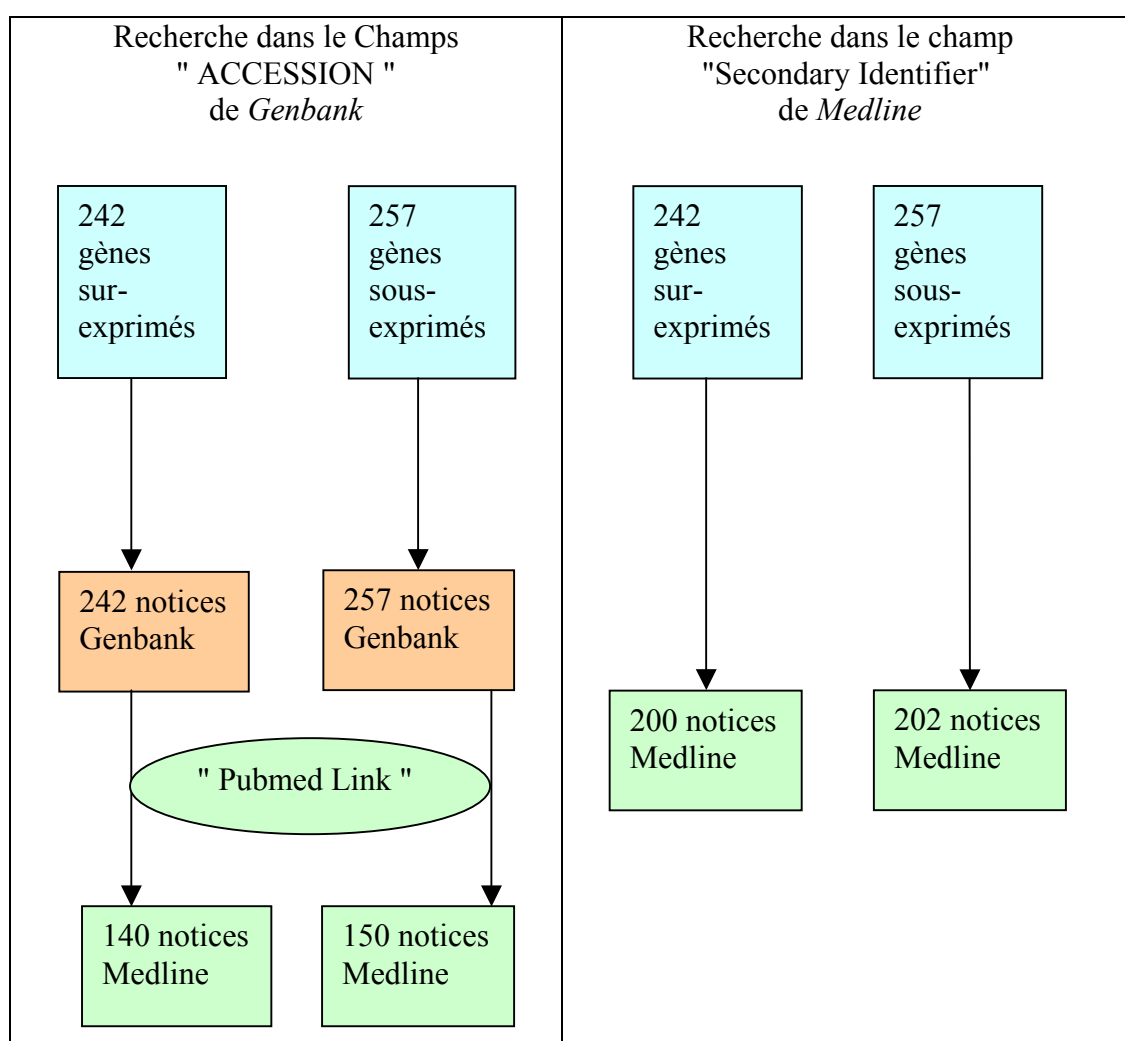 Recherche dans le Champs
" ACCESSION "
de Genbank
242
gènes
sur-
exprimés
257
gènes
sous-
exprimés
242 notices
Genbank
257 notices
Genbank
" Pubmed Link "
140 notices
Medline
150 notices
Medline
Recherche dans le champ
"Secondary Identifier"
de Medline
242
gènes
sur-
exprimés
257
gènes
sous-
exprimés
200 notices
Medline
202 notices
Medline